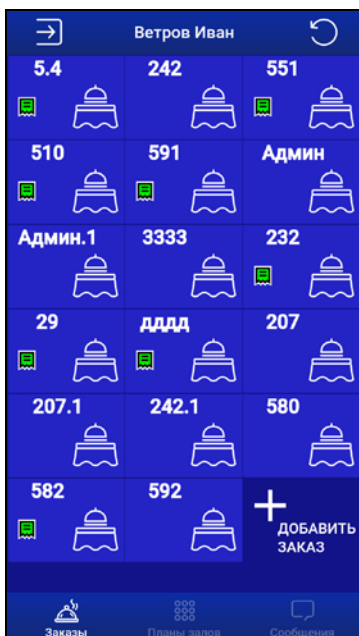 Ветров Иван
5.4 242 551
510 591 Админ
Админ.1 3333 232
29 дддд 207
207.1 242.1 580
582 592
ДОБАВИТЬ
ЗАКАЗ
Заказы Планы залов Сообщения